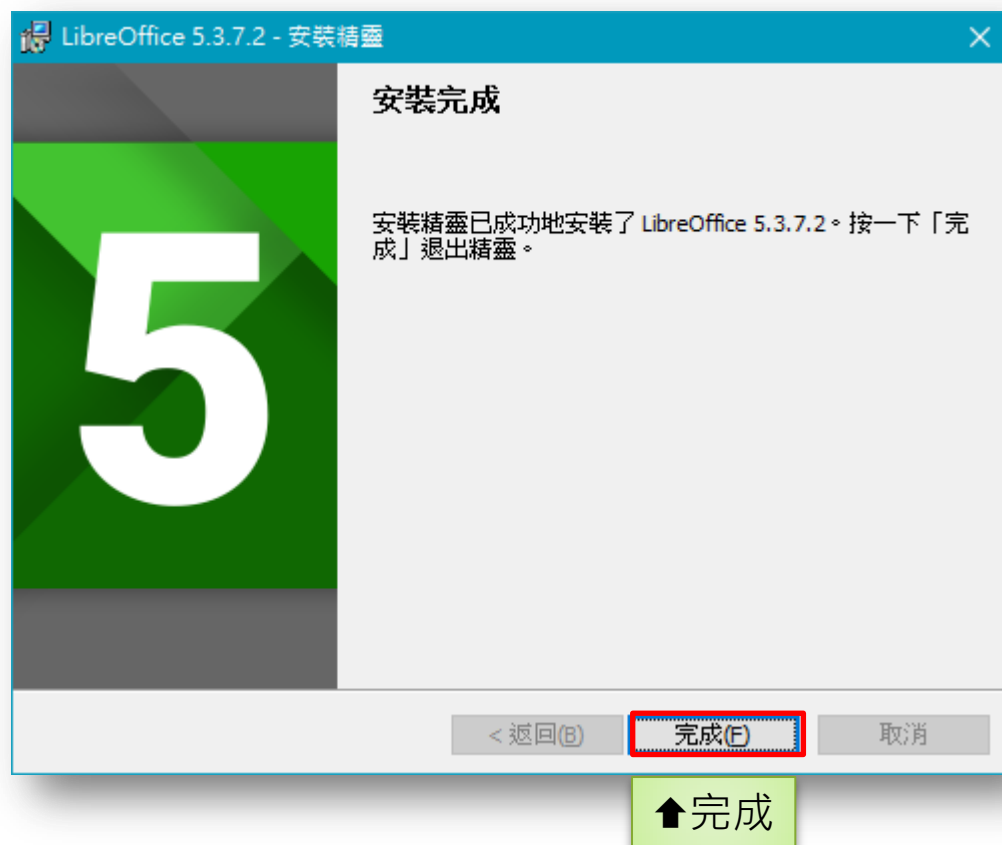 LibreOffice 5.3.7.2 - 安裝精靈
5
安裝完成
安裝精靈已成功地安裝了 LibreOffice 5.3.7.2。按一下「完
成」退出精靈。
< 返回(B) 完成(F) 取消
⬆完成